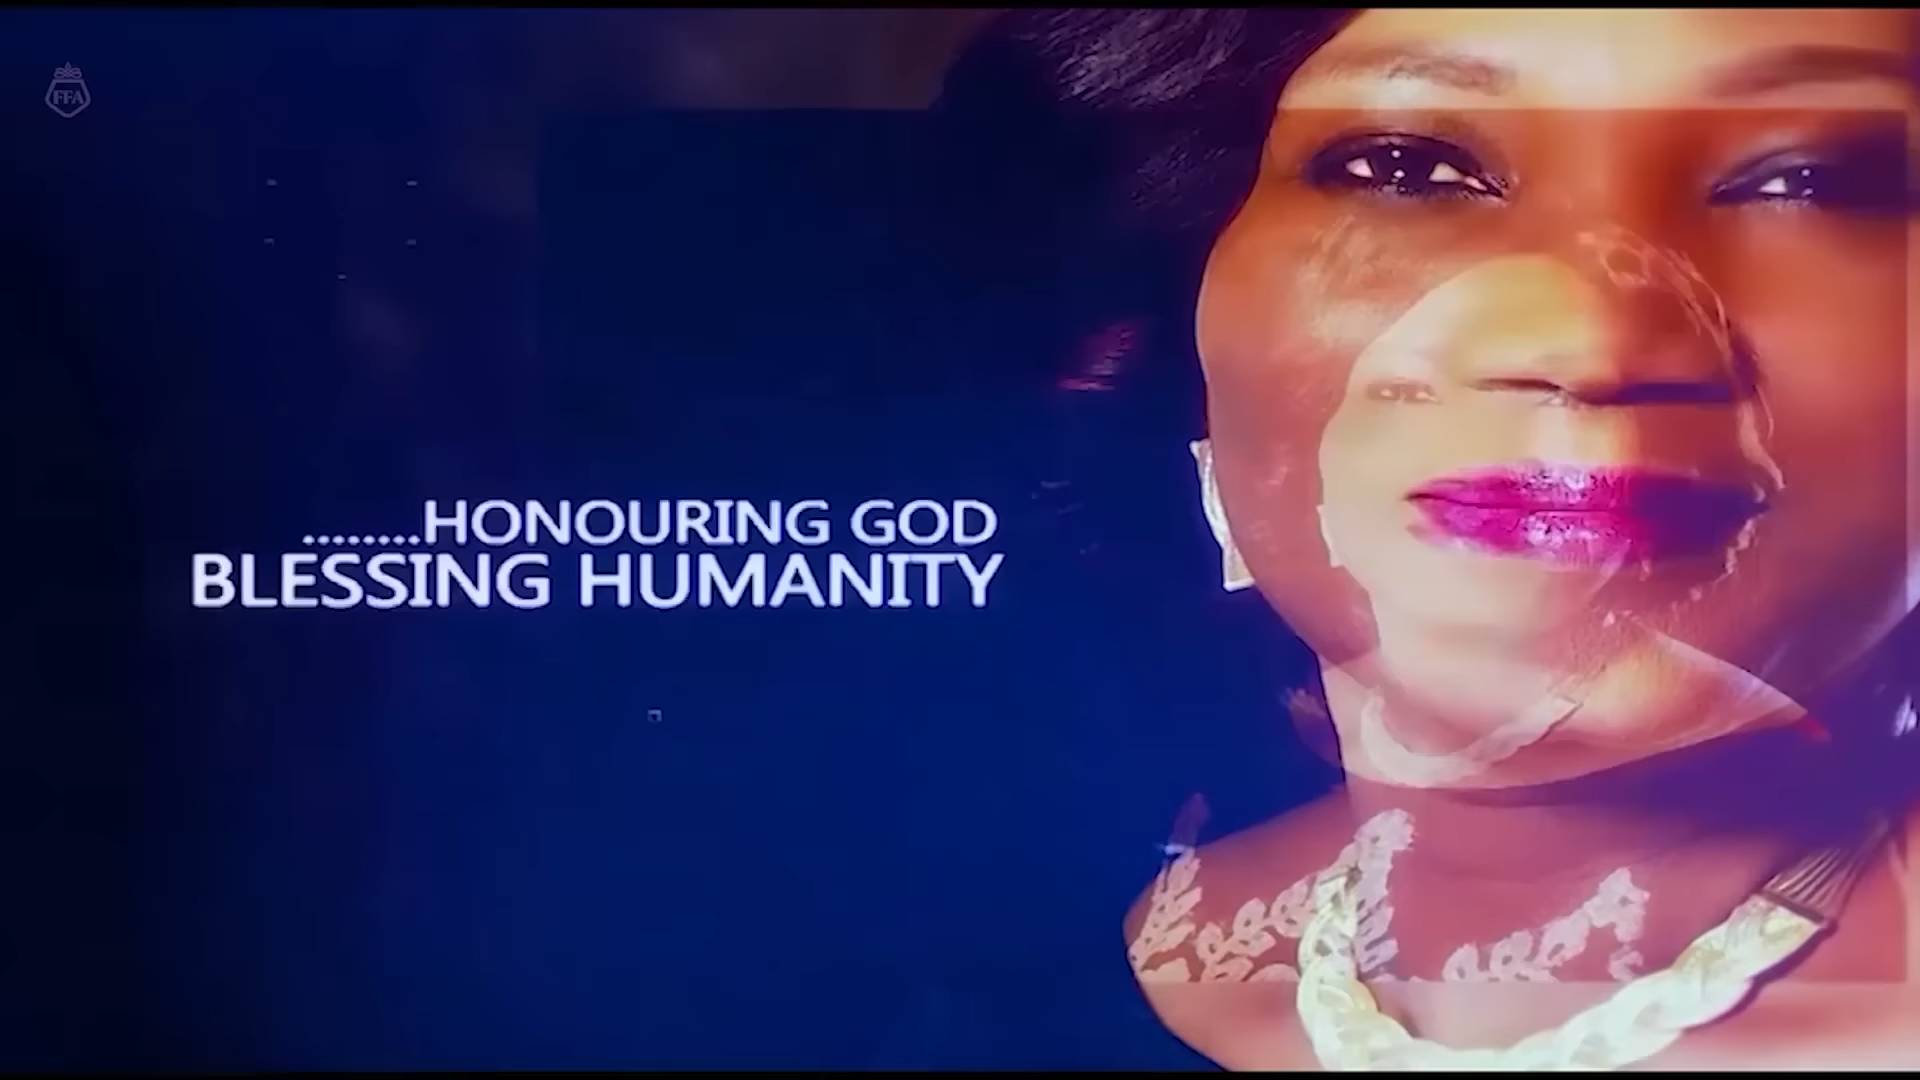 FFA
........HONOURING GOD
BLESSING HUMANITY